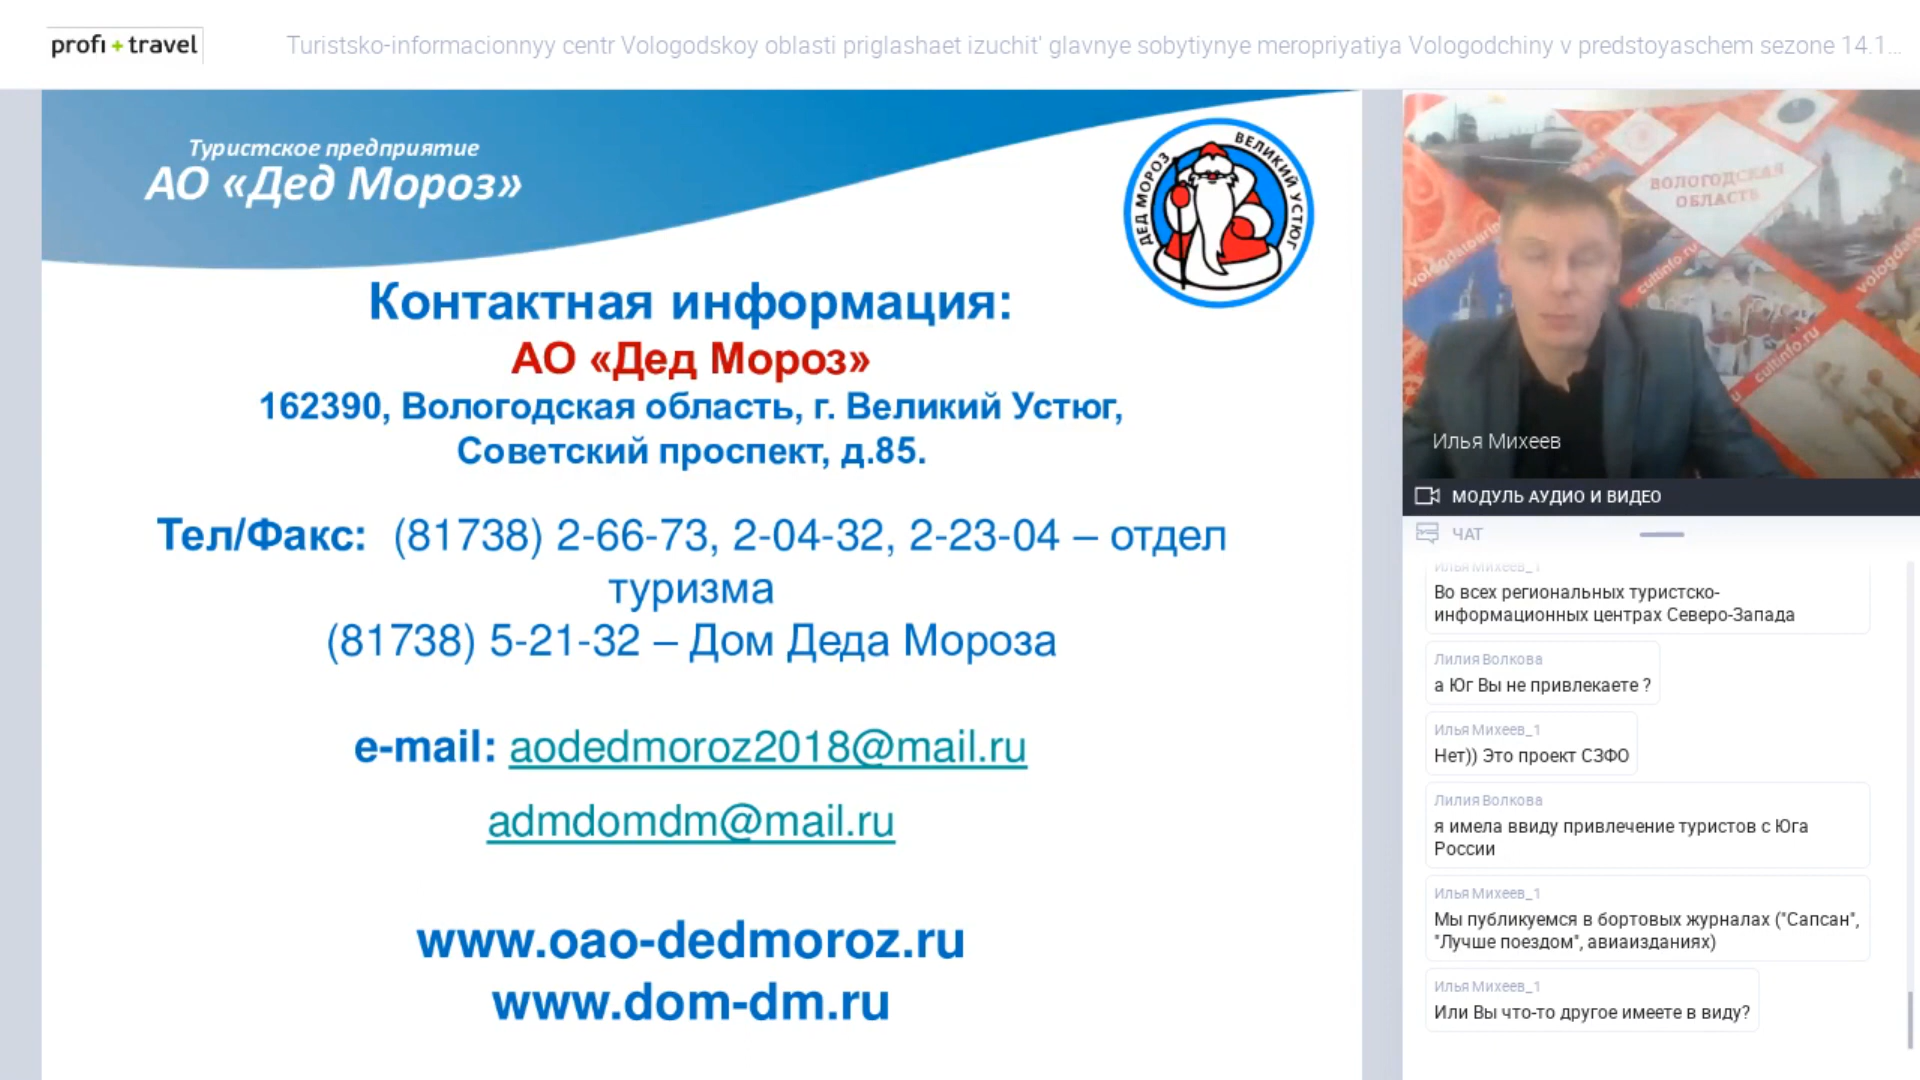 profi + travel
Turistsko-informacionnyy centr Vologodskoy oblasti priglashaet izuchit' glavnye sobytiynye meropriyatiya Vologodchiny v predstoyaschem sezone 14.1...
Туристское предприятие
АО «Дед Мороз»
ДЕД МОРОЗ
ВЕЛИКИЙ УСТЮГ
Контактная информация:
АО «Дед Мороз»
162390, Вологодская область, г. Великий Устюг,
Советский проспект, д.85.
Тел/Факс: (81738) 2-66-73, 2-04-32, 2-23-04 – отдел
туризма
(81738) 5-21-32 – Дом Деда Мороза
e-mail: aodedmoroz2018@mail.ru
admdomdm@mail.ru
www.oao-dedmoroz.ru
www.dom-dm.ru
ВОЛОГОДСКАЯ
ОБЛАСТЬ
cultinfo.ru
cultinfo.ru
Илья Михеев
МОДУЛЬ АУДИО И ВИДЕО
ЧАТ
Илья Михеев_1
Во всех региональных туристско-
информационных центрах Северо-Запада
Лилия Волкова
а Юг Вы не привлекаете ?
Илья Михеев_1
Нет)) Это проект СЗФО
Лилия Волкова
я имела ввиду привлечение туристов с Юга
России
Илья Михеев_1
Мы публикуемся в бортовых журналах ("Сапсан",
"Лучше поездом", авиаизданиях)
Илья Михеев_1
Или Вы что-то другое имеете в виду?